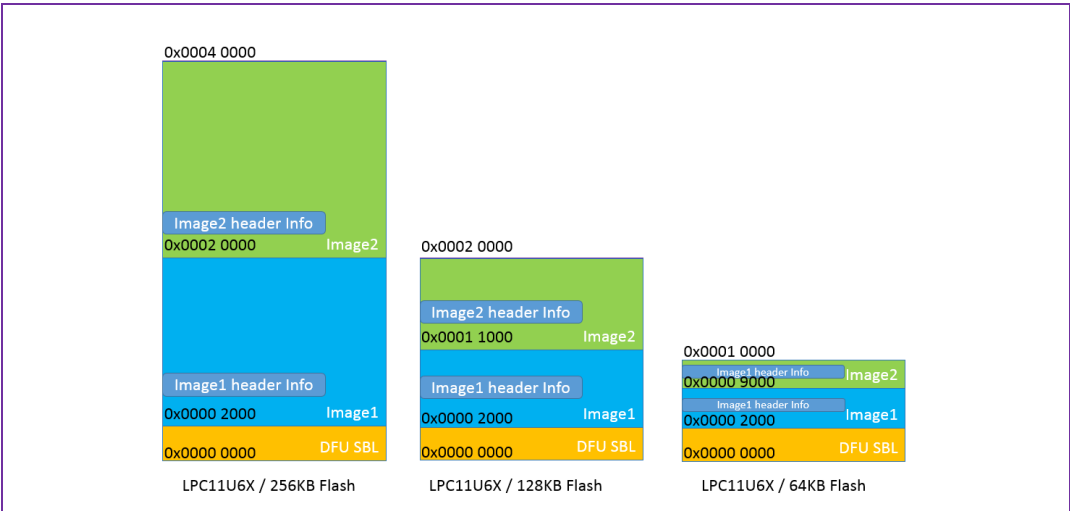 0x0004 0000
Image2 header Info
0x0002 0000 Image2
Image1 header Info
0x0000 2000 Image1
DFU SBL
0x0000 0000
LPC11U6X / 256KB Flash
0x0002 0000
Image2 header Info
0x0001 1000 Image2
Image1 header Info
0x0000 2000 Image1
DFU SBL
0x0000 0000
LPC11U6X / 128KB Flash
0x0001 0000
Image1 header Info
0x0000 9000 Image2
Image1 header Info
0x0000 2000 Image1
DFU SBL
0x0000 0000
LPC11U6X / 64KB Flash